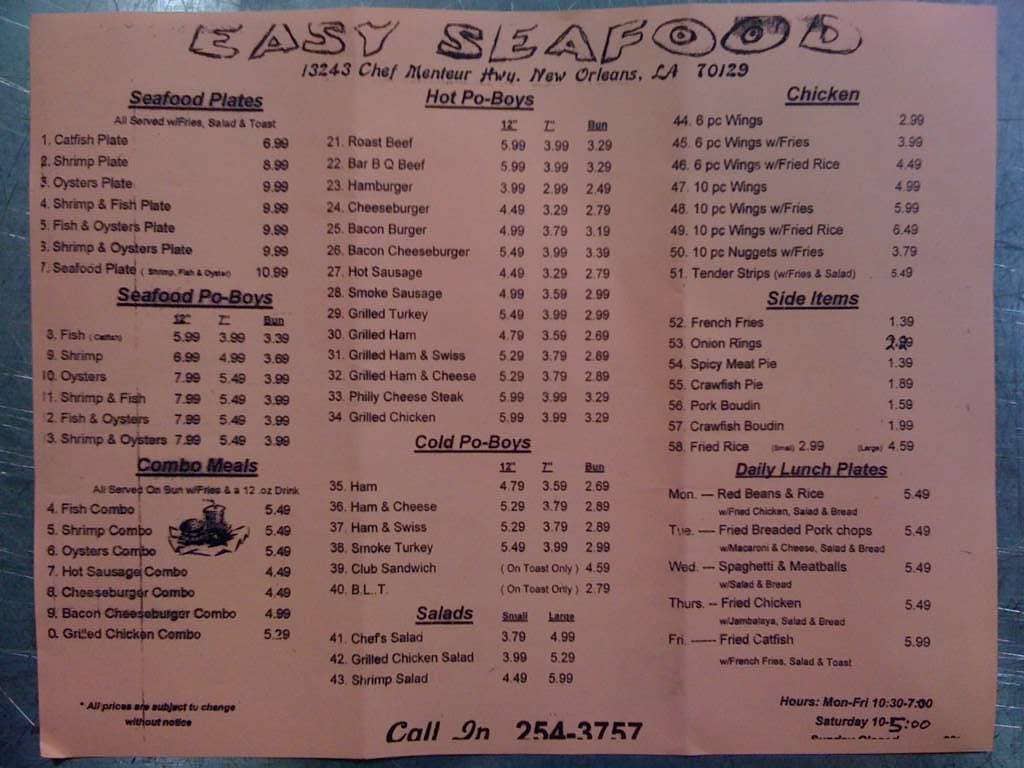 EASY SEAFOOD
13243 Chef Menteur Hwy. New Orleans, LA 70129
Seafood Plates
All Served w/Fries, Salad & Toast
1. Catfish Plate 6.99
2. Shrimp Plate 8.99
3. Oysters Plate 9.99
4. Shrimp & Fish Plate 9.99
5. Fish & Oysters Plate 9.99
6. Shrimp & Oysters Plate 9.99
7. Seafood Plate ( Shrimp, Fish & Oyster) 10.99
Seafood Po-Boys
12" 7" Bun
8. Fish ( Catfish) 5.99 3.99 3.39
9. Shrimp 6.99 4.99 3.69
10. Oysters 7.99 5.49 3.99
11. Shrimp & Fish 7.99 5.49 3.99
2. Fish & Oysters 7.99 5.49 3.99
3. Shrimp & Oysters 7.99 5.49 3.99
Combo Meals
All Served On Bun w/Fries & a 12 .oz Drink
4. Fish Combo 5.49
5. Shrimp Combo 5.49
6. Oysters Combo 5.49
7. Hot Sausage Combo 4.49
8. Cheeseburger Combo 4.49
9. Bacon Cheeseburger Combo 4.99
0. Grilled Chicken Combo 5.29
* All prices are subject to change
without notice
Hot Po-Boys
12" 7" Bun
21. Roast Beef 5.99 3.99 3.29
22. Bar B Q Beef 5.99 3.99 3.29
23. Hamburger 3.99 2.99 2.49
24. Cheeseburger 4.49 3.29 2.79
25. Bacon Burger 4.99 3.79 3.19
26. Bacon Cheeseburger 5.49 3.99 3.39
27. Hot Sausage 4.49 3.29 2.79
28. Smoke Sausage 4.99 3.59 2.99
29. Grilled Turkey 5.49 3.99 2.99
30. Grilled Ham 4.79 3.59 2.69
31. Grilled Ham & Swiss 5.29 3.79 2.89
32. Grilled Ham & Cheese 5.29 3.79 2.89
33. Philly Cheese Steak 5.99 3.99 3.29
34. Grilled Chicken 5.99 3.99 3.29
Cold Po-Boys
12" 7" Bun
35. Ham 4.79 3.59 2.69
36. Ham & Cheese 5.29 3.79 2.89
37. Ham & Swiss 5.29 3.79 2.89
38. Smoke Turkey 5.49 3.99 2.99
39. Club Sandwich ( On Toast Only ) 4.59
40. B.L..T. ( On Toast Only ) 2.79
Salads Small Large
41. Chef's Salad 3.79 4.99
42. Grilled Chicken Salad 3.99 5.29
43. Shrimp Salad 4.49 5.99
Call In 254-3757
Chicken
44. 6 pc Wings 2.99
45. 6 pc Wings w/Fries 3.99
46. 6 pc Wings w/Fried Rice 4.49
47. 10 pc Wings 4.99
48. 10 pc Wings w/Fries 5.99
49. 10 pc Wings w/Fried Rice 6.49
50. 10 pc Nuggets w/Fries 3.79
51. Tender Strips (w/Fries & Salad) 5.49
Side Items
52. French Fries 1.39
53. Onion Rings
54. Spicy Meat Pie 1.39
55. Crawfish Pie 1.89
56. Pork Boudin 1.59
57. Crawfish Boudin 1.99
58. Fried Rice (Small) 2.99 (Large) 4.59
Daily Lunch Plates
Mon. --- Red Beans & Rice 5.49
w/Fried Chicken, Salad & Bread
Tue. ---- Fried Breaded Pork chops 5.49
w/Macaroni & Cheese, Salad & Bread
Wed. --- Spaghetti & Meatballs 5.49
w/Salad & Bread
Thurs. -- Fried Chicken 5.49
w/Jambalaya, Salad & Bread
Fri. ------ Fried Catfish 5.99
w/French Fries, Salad & Toast
Hours: Mon-Fri 10:30-7:00
Saturday 10-5:00
Sunday Closed